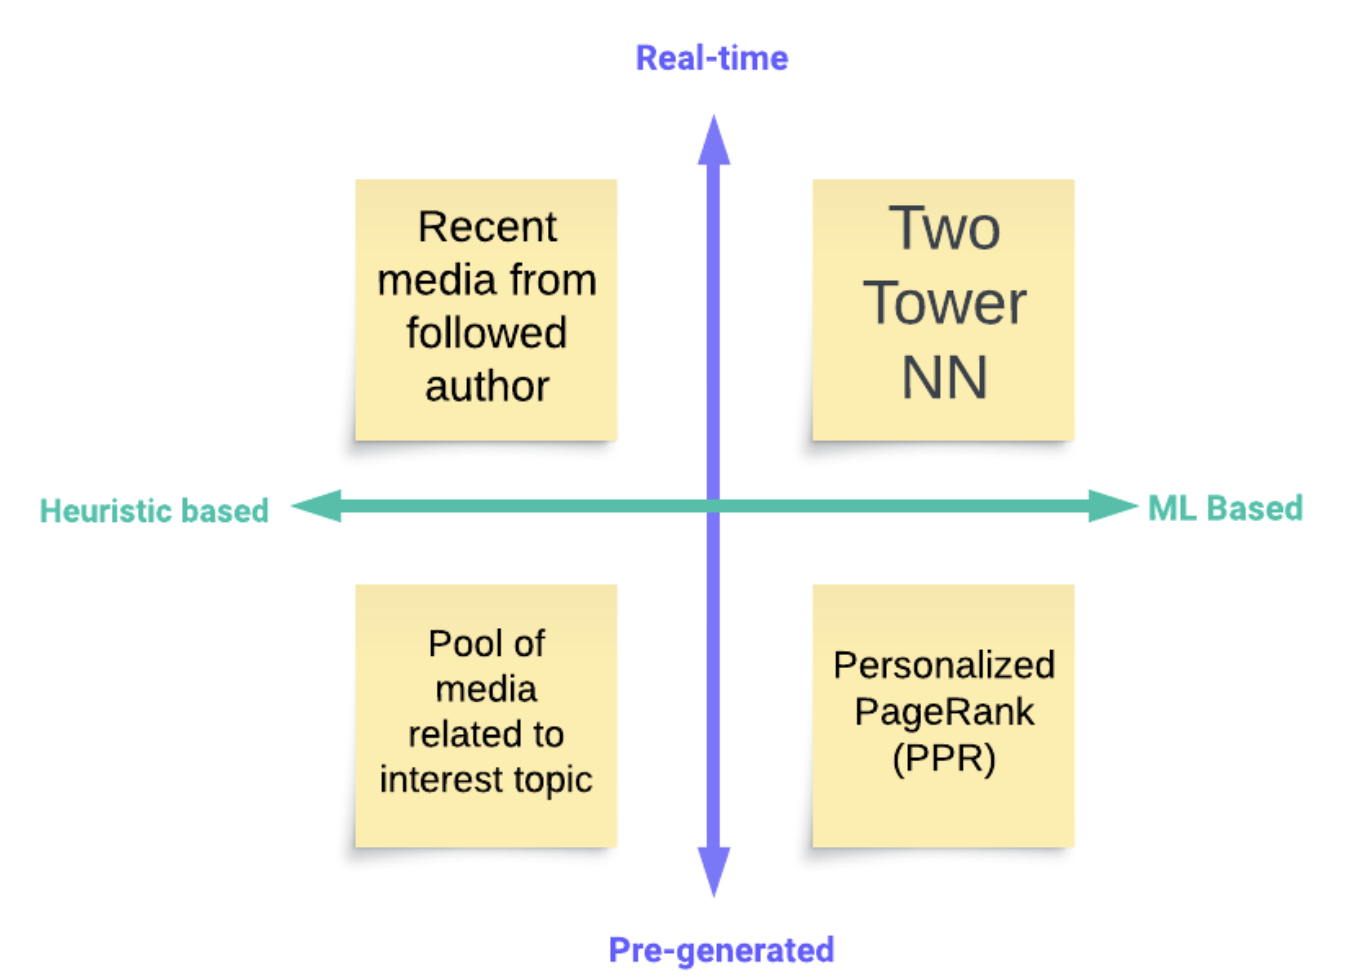 Real-time
Recent
media from
followed
author
Two
Tower
NN
Heuristic based
ML Based
Pool of
media
related to
interest topic
Personalized
PageRank
(PPR)
Pre-generated